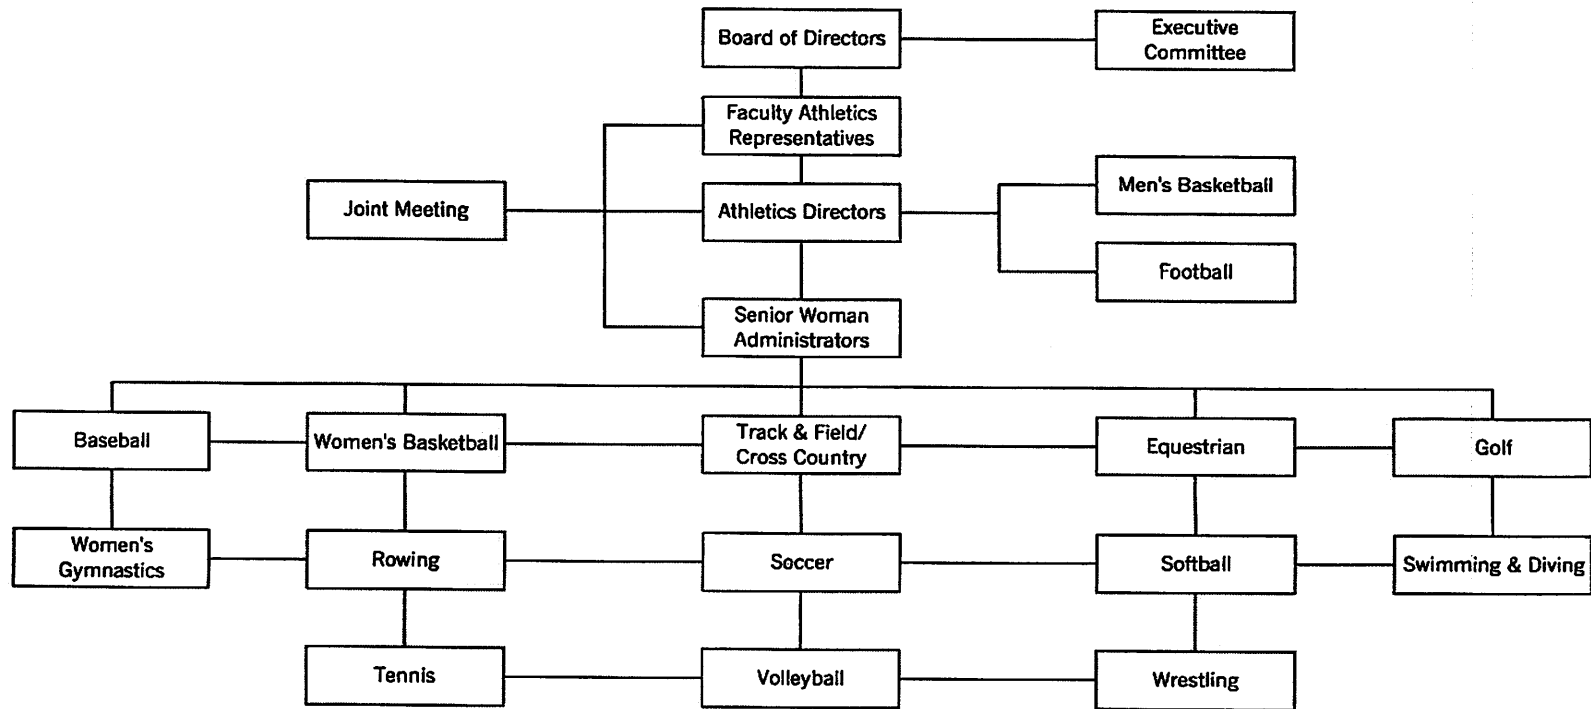 Board of Directors
Executive
Committee
Faculty Athletics
Representatives
Men's Basketball
Joint Meeting
Athletics Directors
Football
Senior Woman
Administrators
Baseball
Women's Basketball
Track & Field/
Cross Country
Equestrian
Golf
Women's
Gymnastics
Rowing
Soccer
Softball
Swimming & Diving
Tennis
Volleyball
Wrestling